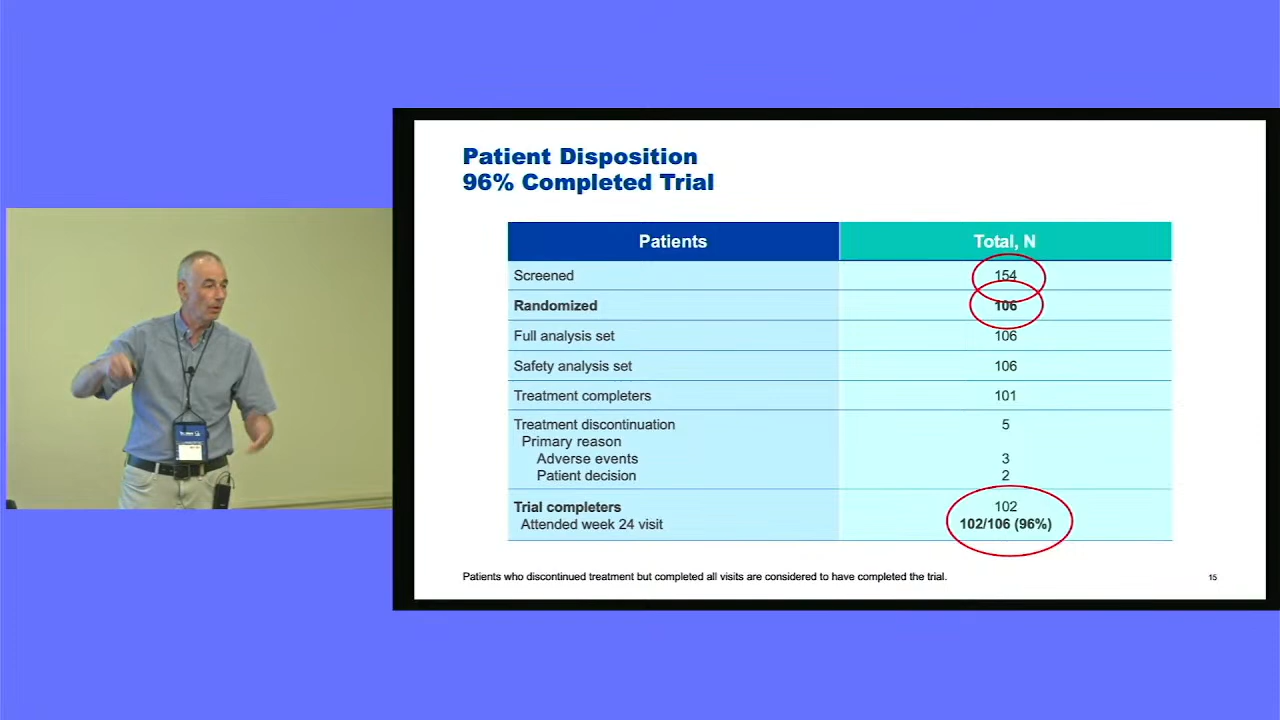 Patient Disposition
96% Completed Trial
Patients Total, N
Screened 154
Randomized 106
Full analysis set 106
Safety analysis set 106
Treatment completers 101
Treatment discontinuation 5
Primary reason
Adverse events 3
Patient decision 2
Trial completers 102
Attended week 24 visit 102/106 (96%)
Patients who discontinued treatment but completed all visits are considered to have completed the trial.
15